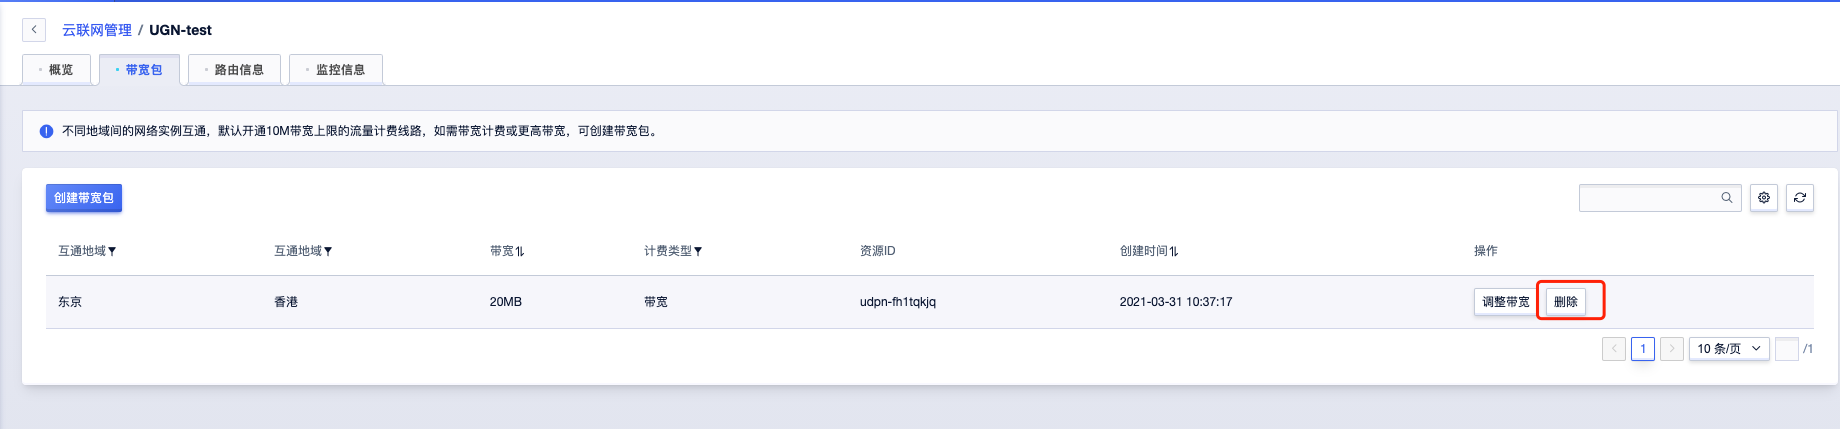 云联网管理 / UGN-test
概览 带宽包 路由信息 监控信息
不同地域间的网络实例互通，默认开通10M带宽上限的流量计费线路，如需带宽计费或更高带宽，可创建带宽包。
创建带宽包
互通地域 互通地域 带宽 计费类型 资源ID 创建时间 操作
东京 香港 20MB 带宽 udpn-fh1tqkjq 2021-03-31 10:37:17 调整带宽 删除
1 10 条/页 /1